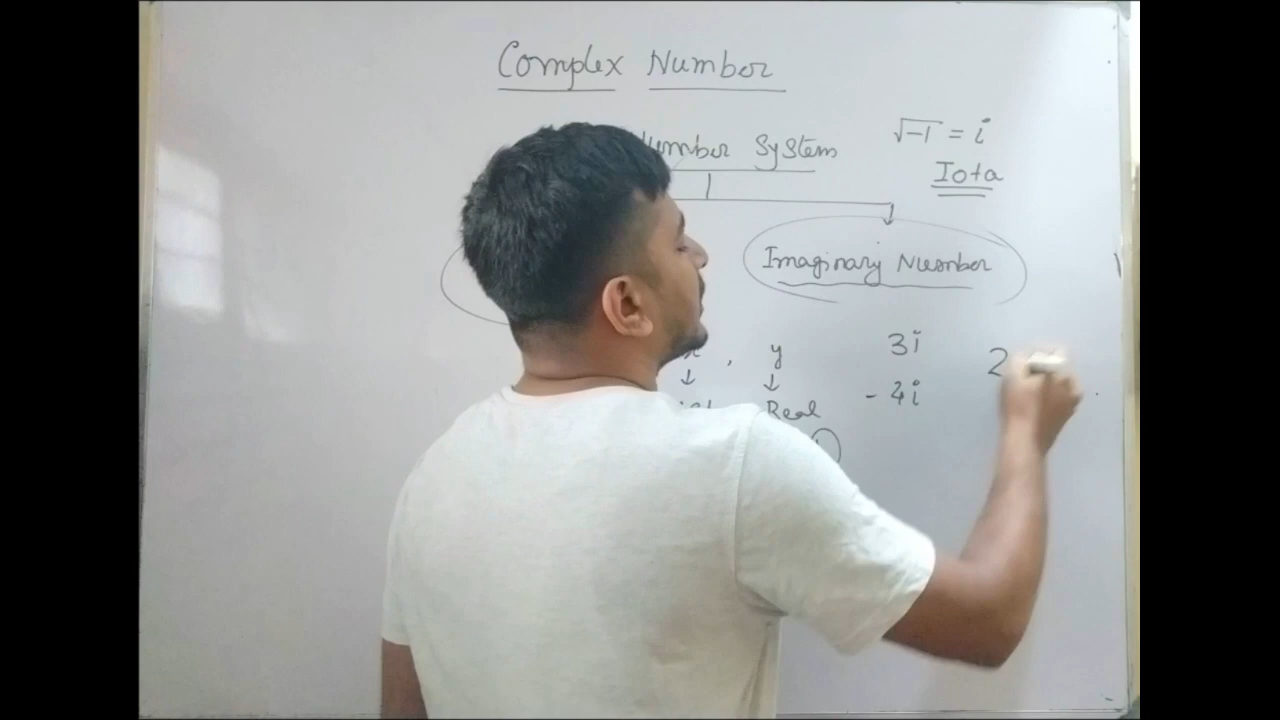 Complex Number
Number System
√-1 = i
Iota
Imaginary Number
x , y
3i
2
↓ ↓
- 4i
Real